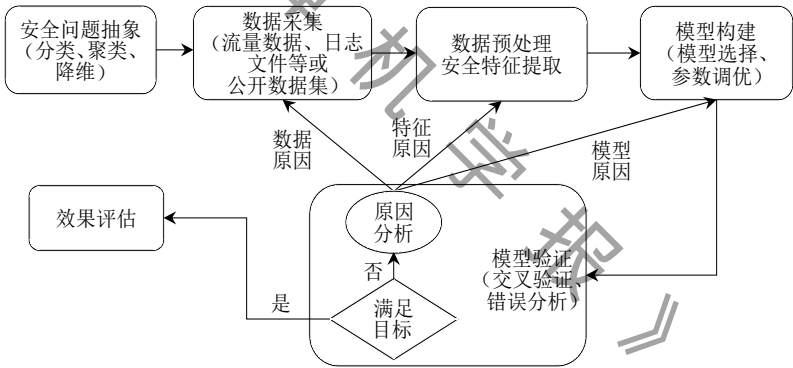 安全问题抽象
（分类、聚类、
降维）
数据采集
（流量数据、日志
文件等或
公开数据集）
数据预处理
安全特征提取
模型构建
（模型选择、
参数调优）
数据
原因
特征
原因
模型
原因
效果评估
原因
分析
模型验证
（交叉验证、
错误分析）
否
是
满足
目标
机学报》